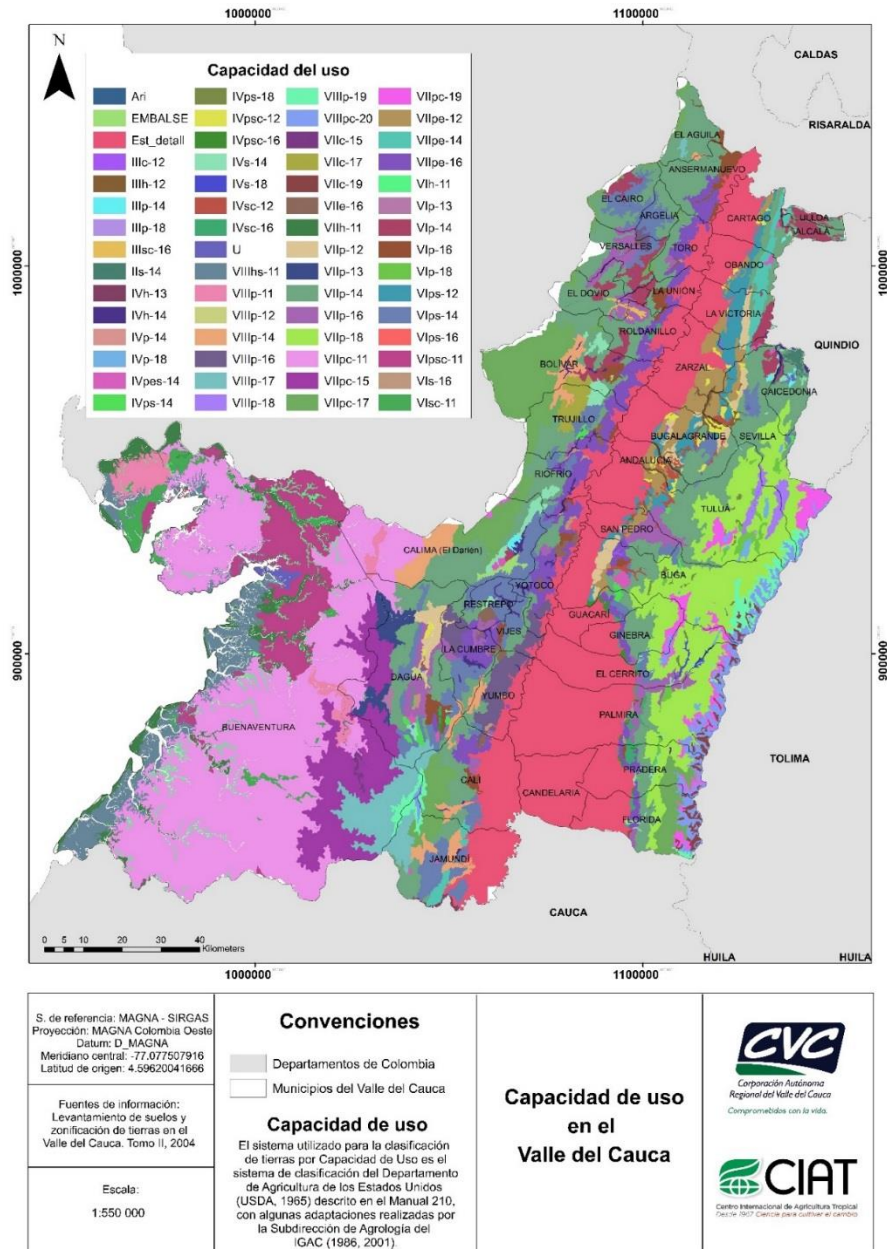 1000000
1100000
N
CALDAS
RISARALDA
Capacidad del uso
Ari
EMBALSE
Est_detall
IIIc-12
IIIh-12
IIIp-14
IIIp-18
IIIsc-16
IIs-14
IVh-13
IVh-14
IVp-14
IVp-18
IVpes-14
IVps-14
IVps-18
IVpsc-12
IVpsc-16
IVs-14
IVs-18
IVsc-12
IVsc-16
U
VIIIhs-11
VIIIp-11
VIIIp-12
VIIIp-14
VIIIp-16
VIIIp-17
VIIIp-18
VIIIp-19
VIIIpc-20
VIIc-15
VIIc-17
VIIc-19
VIIe-16
VIIh-11
VIIp-12
VIIp-13
VIIp-14
VIIp-16
VIIp-18
VIIpc-11
VIIpc-15
VIIpc-17
VIIpc-19
VIIpe-12
VIIpe-14
VIIpe-16
VIh-11
VIp-13
VIp-14
VIp-16
VIp-18
VIps-12
VIps-14
VIps-16
VIpsc-11
VIs-16
VIsc-11
EL AGUILA
ANSERMANUEVO
EL CAIRO
ARGELIA
CARTAGO
ULLOA
ALCALÁ
VERSALLES
TORO
OBANDO
1000000
1000000
EL DOVIO
LA UNIÓN
LA VICTORIA
ROLDANILLO
QUINDIO
BOLÍVAR
ZARZAL
CAICEDONIA
TRUJILLO
BUGALAGRANDE
SEVILLA
ANDALUCÍA
RIOFRÍO
TULUÁ
SAN PEDRO
CALIMA (El Darién)
BUGA
YOTOCO
RESTREPO
GUACARÍ
VIJES
GINEBRA
900000
900000
LA CUMBRE
DAGUA
EL CERRITO
YUMBO
PALMIRA
BUENAVENTURA
TOLIMA
CALI
PRADERA
CANDELARIA
FLORIDA
JAMUNDÍ
CAUCA
0 5 10 20 30 40
Kilometers
HUILA
HUILA
1000000
1100000
S. de referencia: MAGNA - SIRGAS
Proyección: MAGNA Colombia Oeste
Datum: D_MAGNA
Meridiano central: -77.077507916
Latitud de origen: 4.59620041666
Fuentes de información:
Levantamiento de suelos y
zonificación de tierras en el
Valle del Cauca. Tomo II, 2004
Escala:
1:550 000
Convenciones
Departamentos de Colombia
Municipios del Valle del Cauca
Capacidad de uso
El sistema utilizado para la clasificación
de tierras por Capacidad de Uso es el
sistema de clasificación del Departamento
de Agricultura de los Estados Unidos
(USDA, 1965) descrito en el Manual 210,
con algunas adaptaciones realizadas por
la Subdirección de Agrología del
IGAC (1986, 2001).
Capacidad de uso
en el
Valle del Cauca
CVC
Corporación Autónoma
Regional del Valle del Cauca
Comprometidos con la vida.
CIAT
Centro Internacional de Agricultura Tropical
Desde 1967 Ciencia para cultivar el cambio